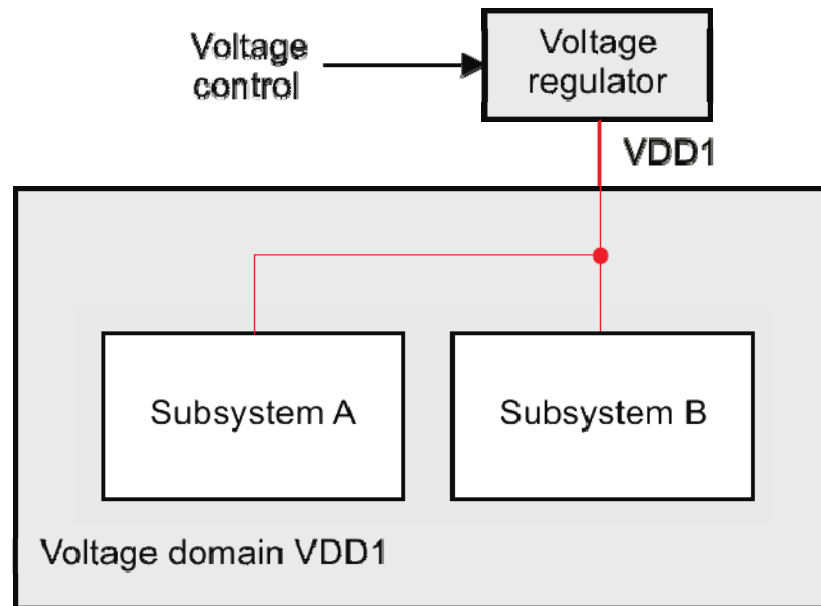 Voltage
control
Voltage
regulator
VDD1
Subsystem A
Subsystem B
Voltage domain VDD1